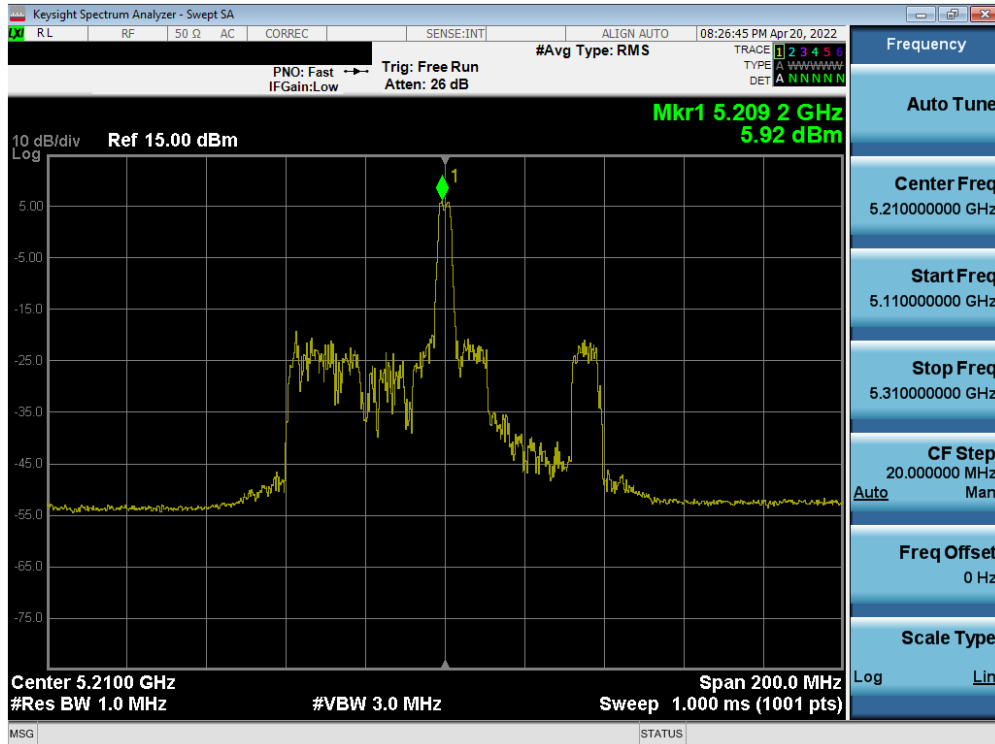 Keysight Spectrum Analyzer - Swept SA
LXI RL RF 50 Ω AC CORREC SENSE:INT ALIGN AUTO 08:26:45 PM Apr 20, 2022
#Avg Type: RMS TRACE 1 2 3 4 5 6
PNO: Fast Trig: Free Run TYPE A WWWWW
IFGain:Low Atten: 26 dB DET A N N N N N
Mkr1 5.209 2 GHz
5.92 dBm
10 dB/div Ref 15.00 dBm
Log
1
5.00
-5.00
-15.0
-25.0
-35.0
-45.0
-55.0
-65.0
-75.0
Center 5.2100 GHz Span 200.0 MHz
#Res BW 1.0 MHz #VBW 3.0 MHz Sweep 1.000 ms (1001 pts)
MSG STATUS
Frequency
Auto Tune
Center Freq
5.210000000 GHz
Start Freq
5.110000000 GHz
Stop Freq
5.310000000 GHz
CF Step
20.000000 MHz
Auto Man
Freq Offset
0 Hz
Scale Type
Log Lin